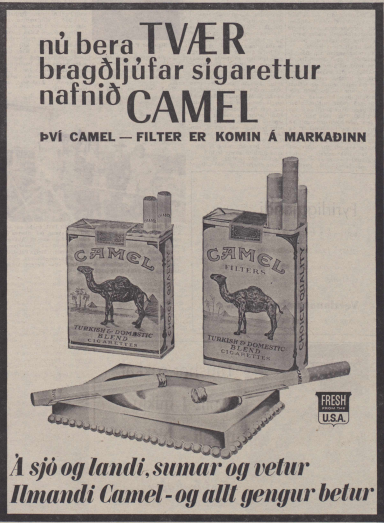 nú bera TVÆR
bragðljúfar sigarettur
nafnið CAMEL
ÞVÍ CAMEL — FILTER ER KOMIN Á MARKAÐINN
CAMEL
TURKISH & DOMESTIC
BLEND
CIGARETTES
CHOICE QUALITY
CAMEL
FILTERS
TURKISH & DOMESTIC
BLEND
CIGARETTES
CHOICE QUALITY
FRESH
FROM THE
U.S.A.
Á sjó og landi, sumar og vetur
Ilmandi Camel - og allt gengur betur